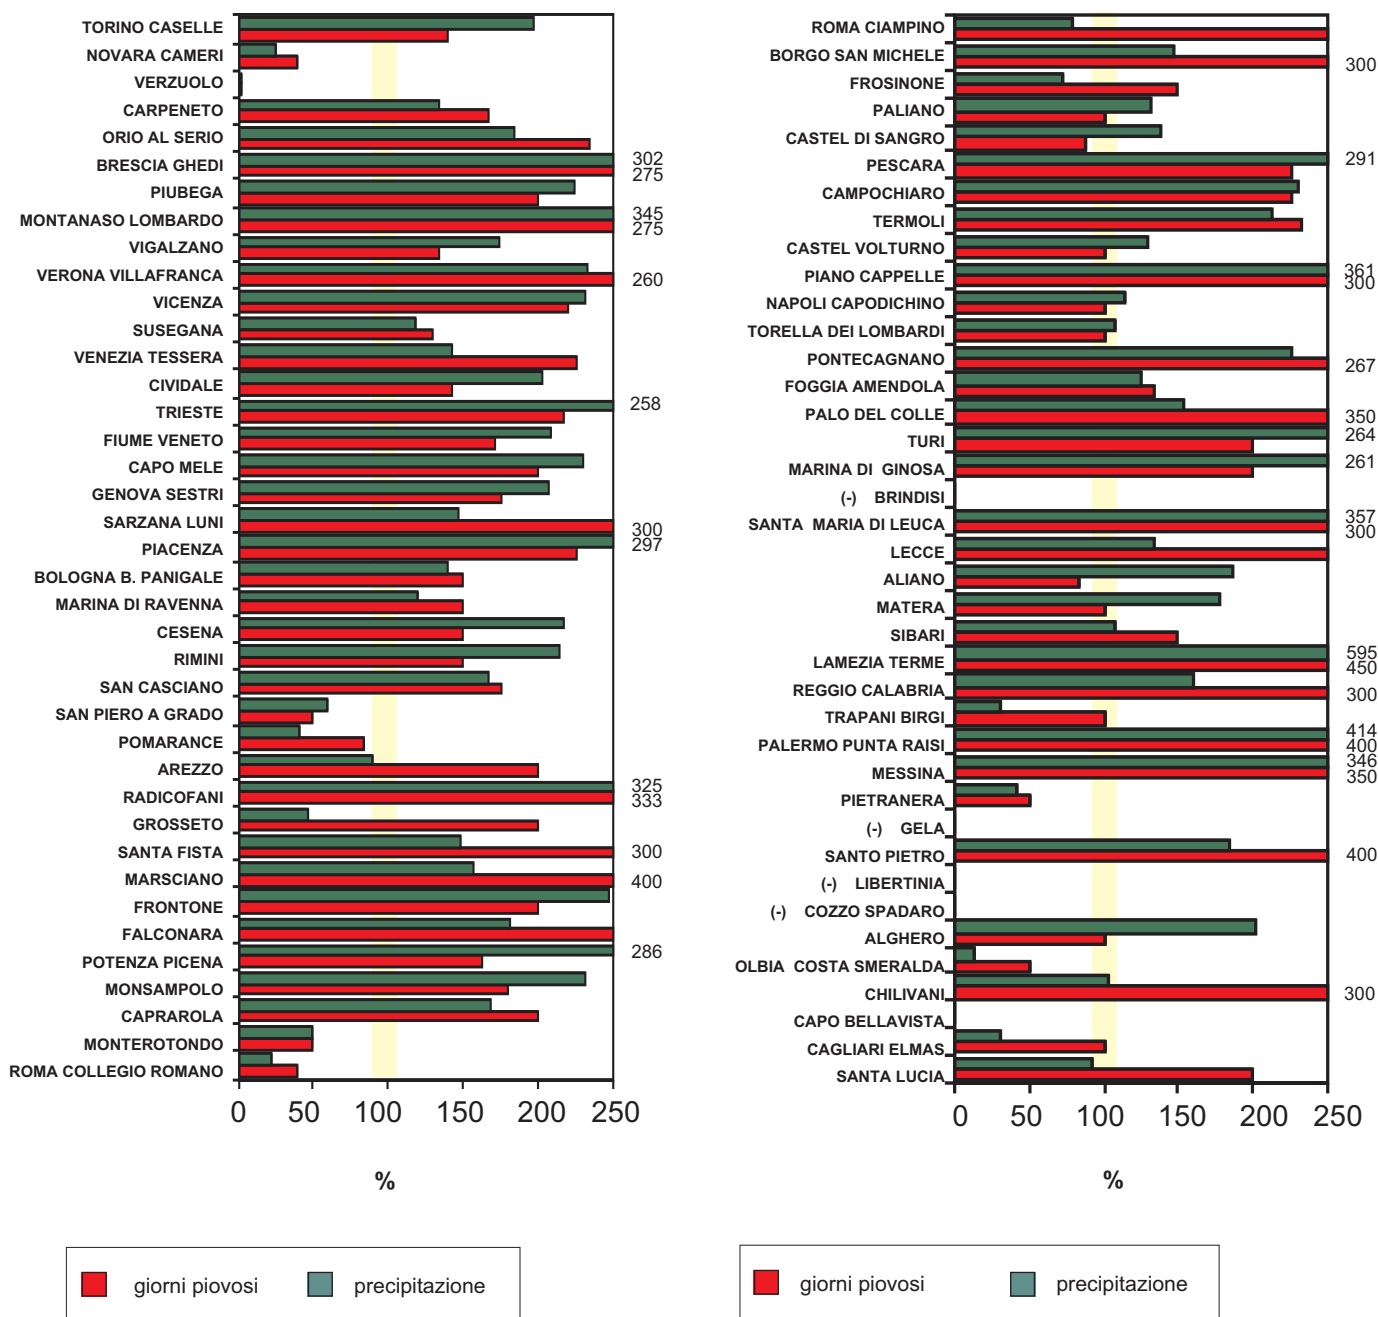 TORINO CASELLE
NOVARA CAMERI
VERZUOLO
CARPENETO
ORIO AL SERIO
BRESCIA GHEDI 302
275
PIUBEGA
MONTANASO LOMBARDO 345
275
VIGALZANO
VERONA VILLAFRANCA 260
VICENZA
SUSEGANA
VENEZIA TESSERA
CIVIDALE
TRIESTE 258
FIUME VENETO
CAPO MELE
GENOVA SESTRI
SARZANA LUNI 300
PIACENZA 297
BOLOGNA B. PANIGALE
MARINA DI RAVENNA
CESENA
RIMINI
SAN CASCIANO
SAN PIERO A GRADO
POMARANCE
AREZZO
RADICOFANI 325
333
GROSSETO
SANTA FISTA 300
MARSCIANO 400
FRONTONE
FALCONARA
POTENZA PICENA 286
MONSAMPOLO
CAPRAROLA
MONTEROTONDO
ROMA COLLEGIO ROMANO
0 50 100 150 200 250
%
giorni piovosi precipitazione
ROMA CIAMPINO
BORGO SAN MICHELE 300
FROSINONE
PALIANO
CASTEL DI SANGRO
PESCARA 291
CAMPOCHIARO
TERMOLI
CASTEL VOLTURNO
PIANO CAPPELLE 361
300
NAPOLI CAPODICHINO
TORELLA DEI LOMBARDI
PONTECAGNANO 267
FOGGIA AMENDOLA
PALO DEL COLLE 350
TURI 264
MARINA DI GINOSA 261
(-) BRINDISI
SANTA MARIA DI LEUCA 357
300
LECCE
ALIANO
MATERA
SIBARI
LAMEZIA TERME 595
450
REGGIO CALABRIA 300
TRAPANI BIRGI
PALERMO PUNTA RAISI 414
400
MESSINA 346
350
PIETRANERA
(-) GELA
SANTO PIETRO 400
(-) LIBERTINIA
(-) COZZO SPADARO
ALGHERO
OLBIA COSTA SMERALDA
CHILIVANI 300
CAPO BELLAVISTA
CAGLIARI ELMAS
SANTA LUCIA
0 50 100 150 200 250
%
giorni piovosi precipitazione